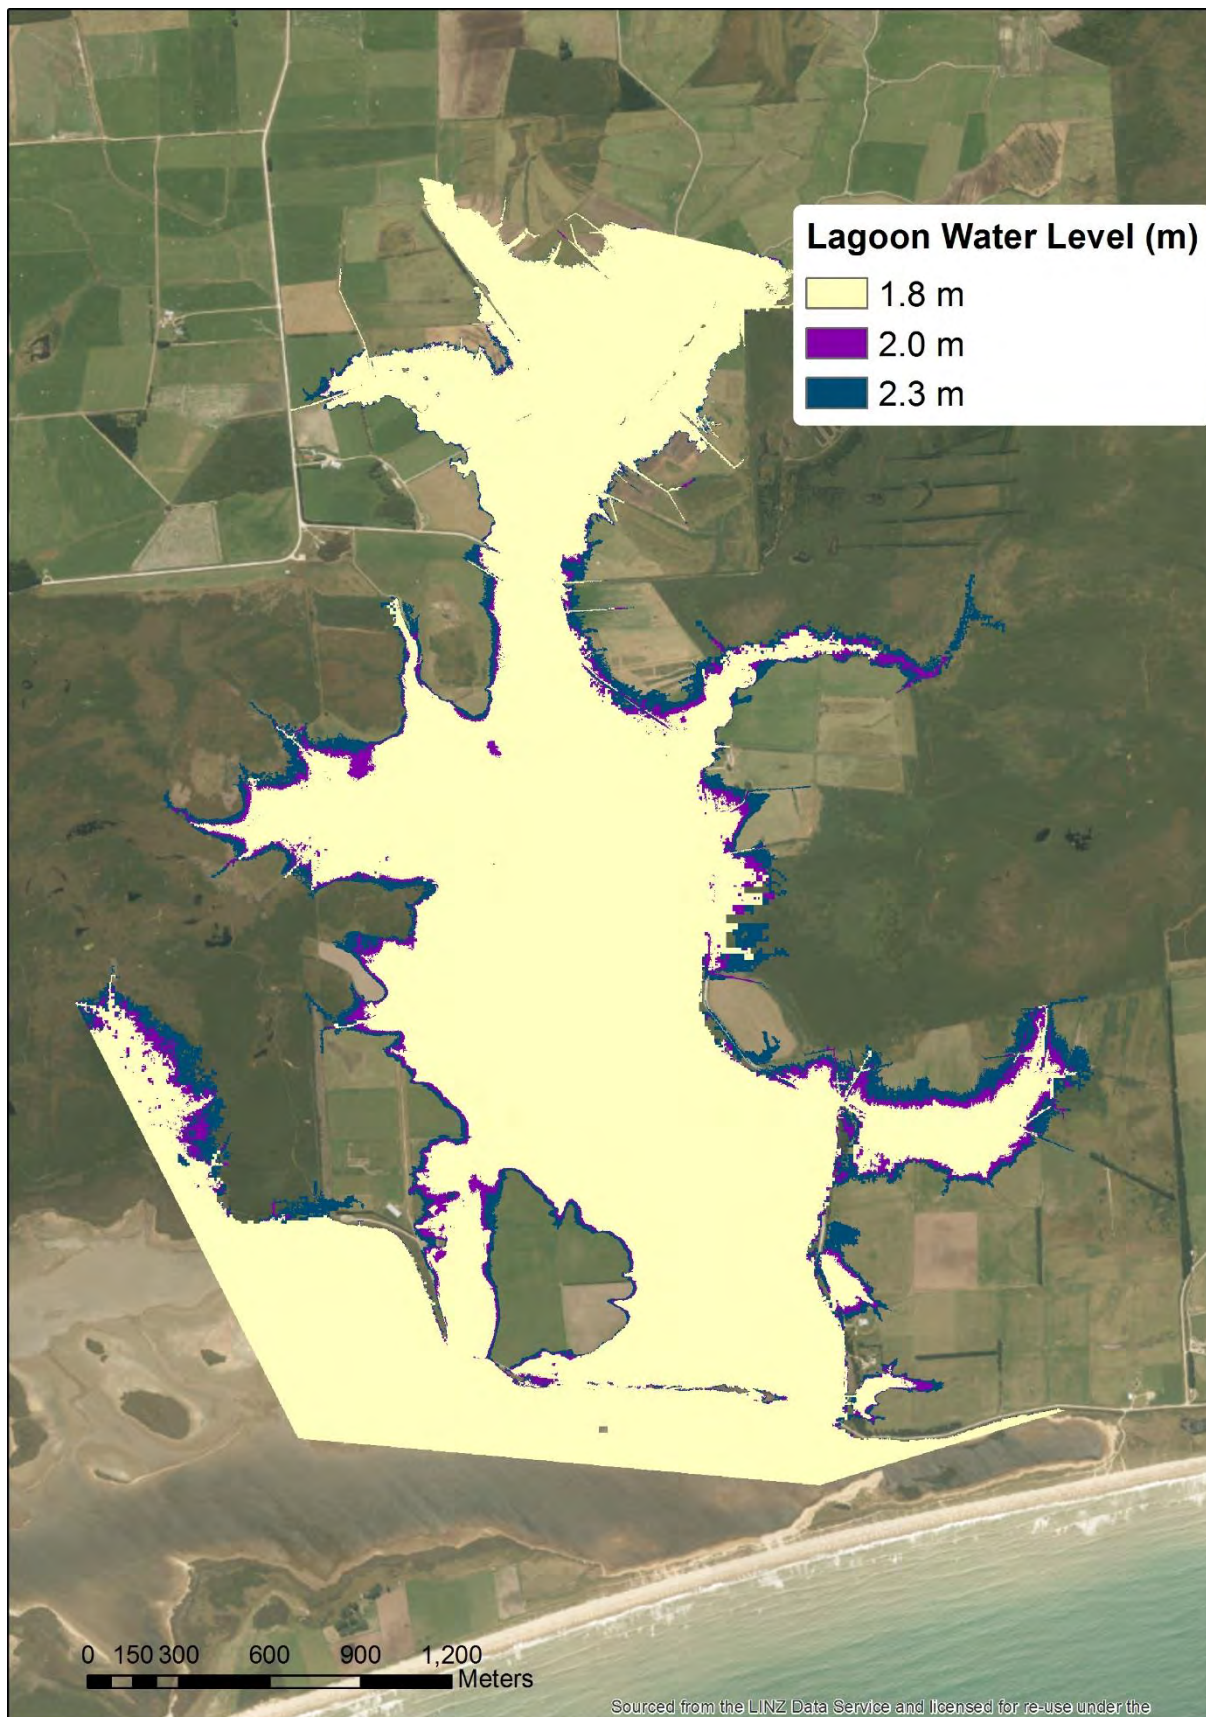 Lagoon Water Level (m)
1.8 m
2.0 m
2.3 m
0 150 300 600 900 1,200
Meters
Sourced from the LINZ Data Service and licensed for re-use under the